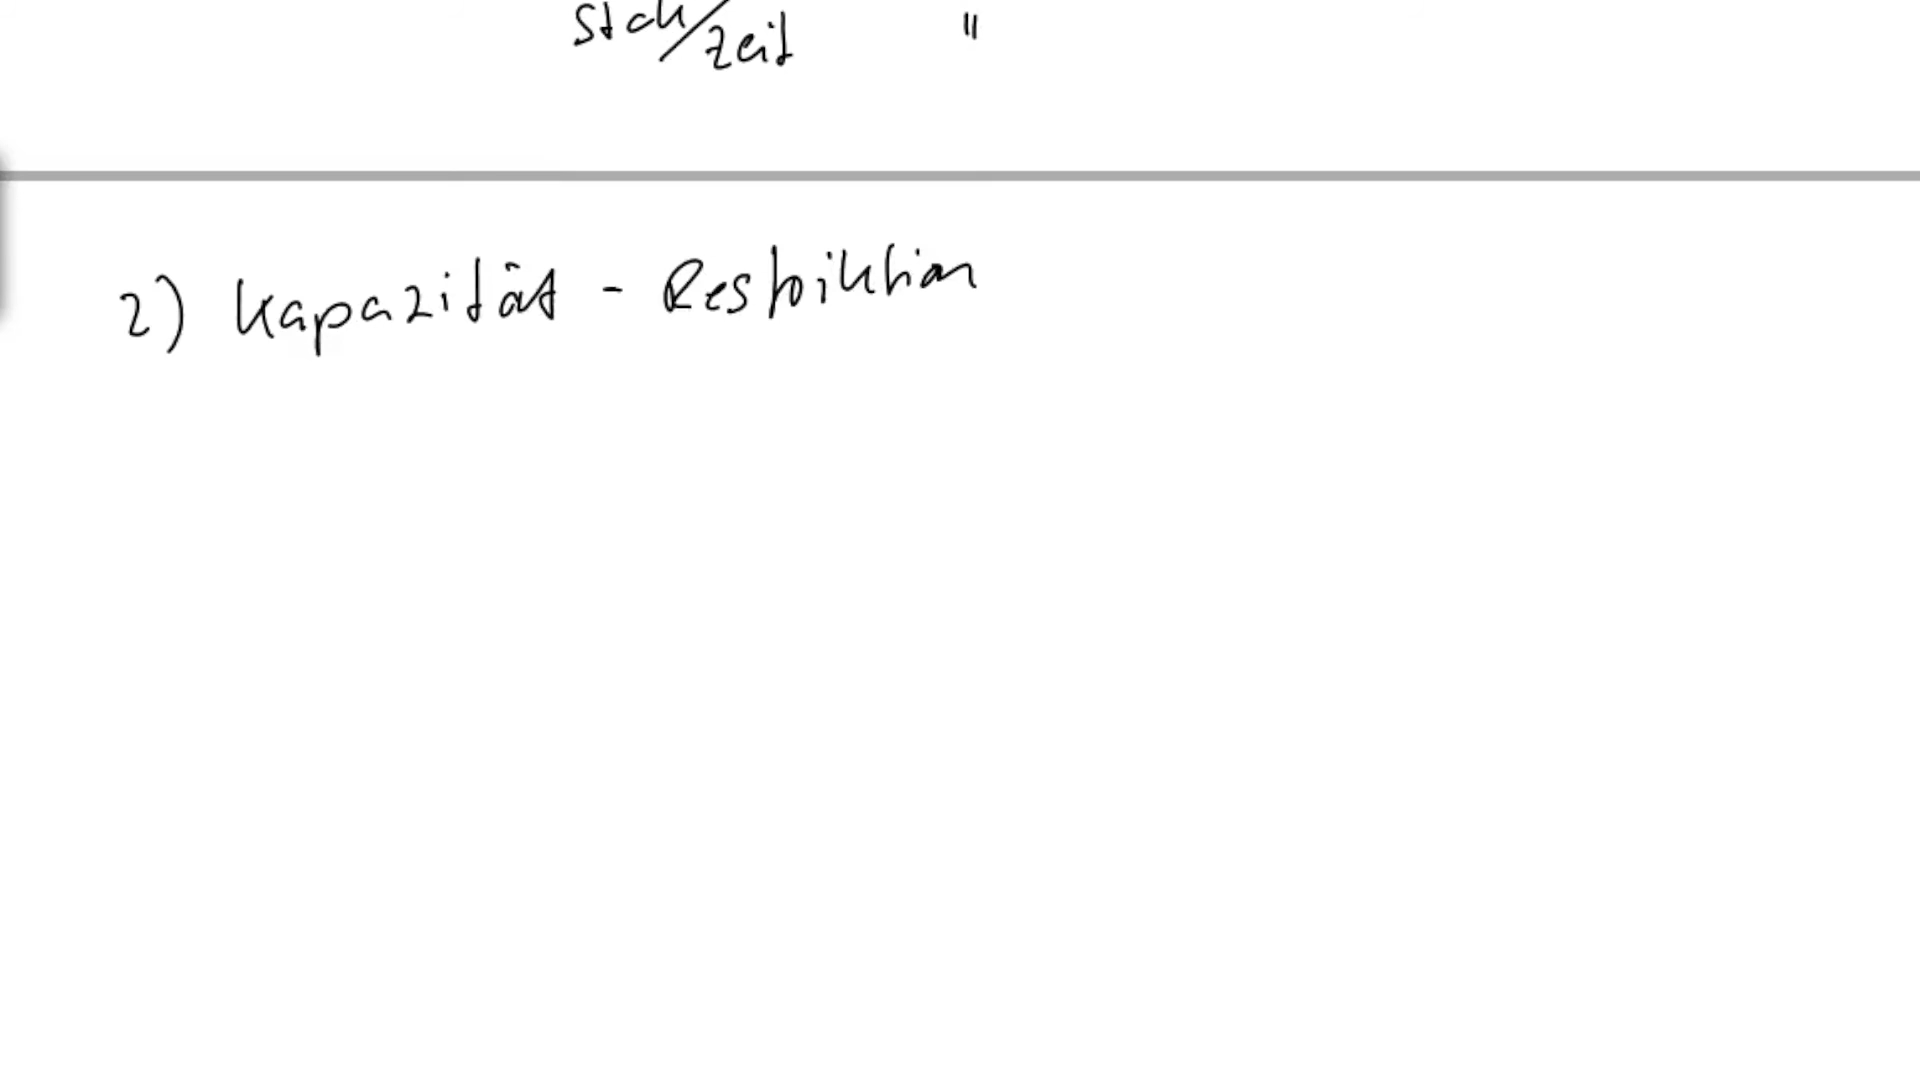 Stck/Zeit "
2) Kapazität - Restriktion